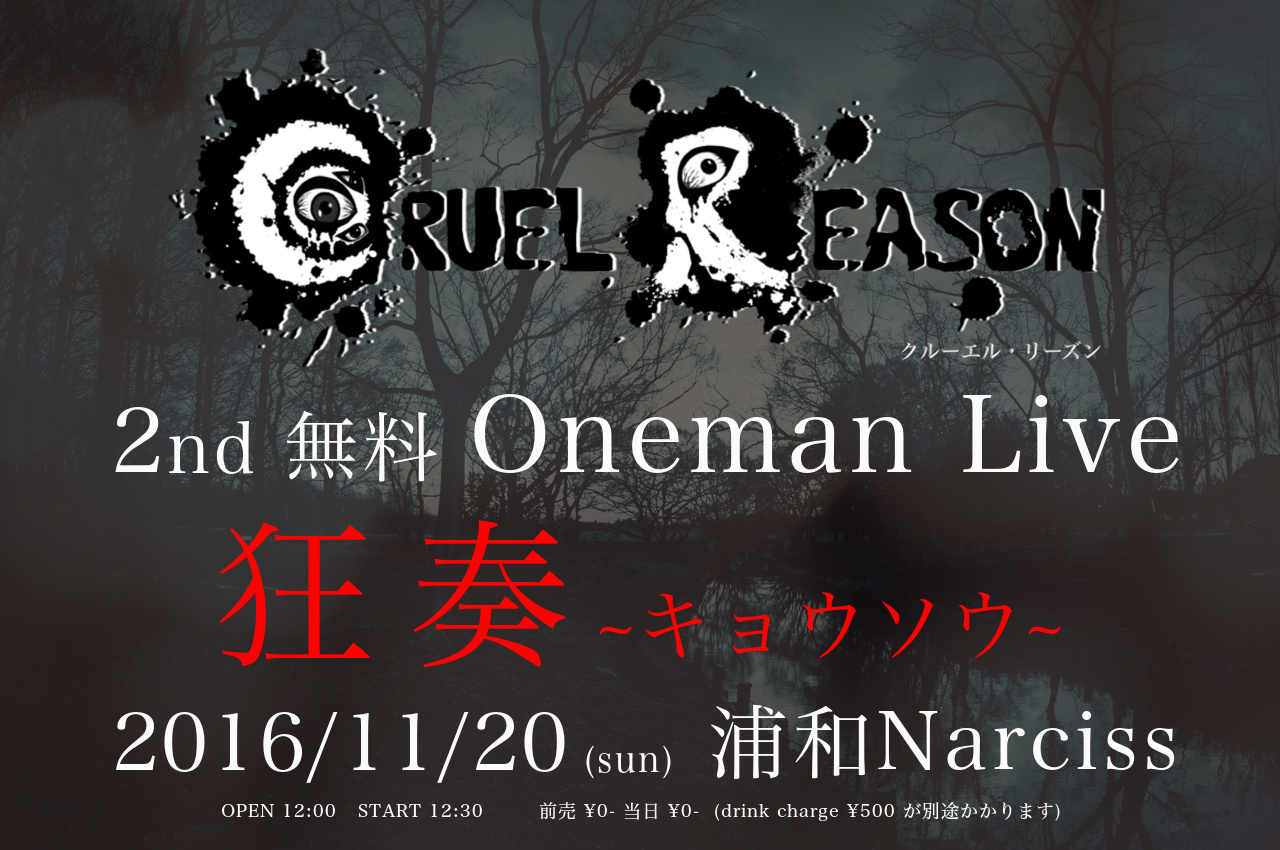 CRUEL REASON
クルーエル・リーズン
2nd 無料 Oneman Live
狂奏 ~キョウソウ~
2016/11/20 (sun) 浦和Narciss
OPEN 12:00 START 12:30 前売 ¥0- 当日 ¥0- (drink charge ¥500 が別途かかります)